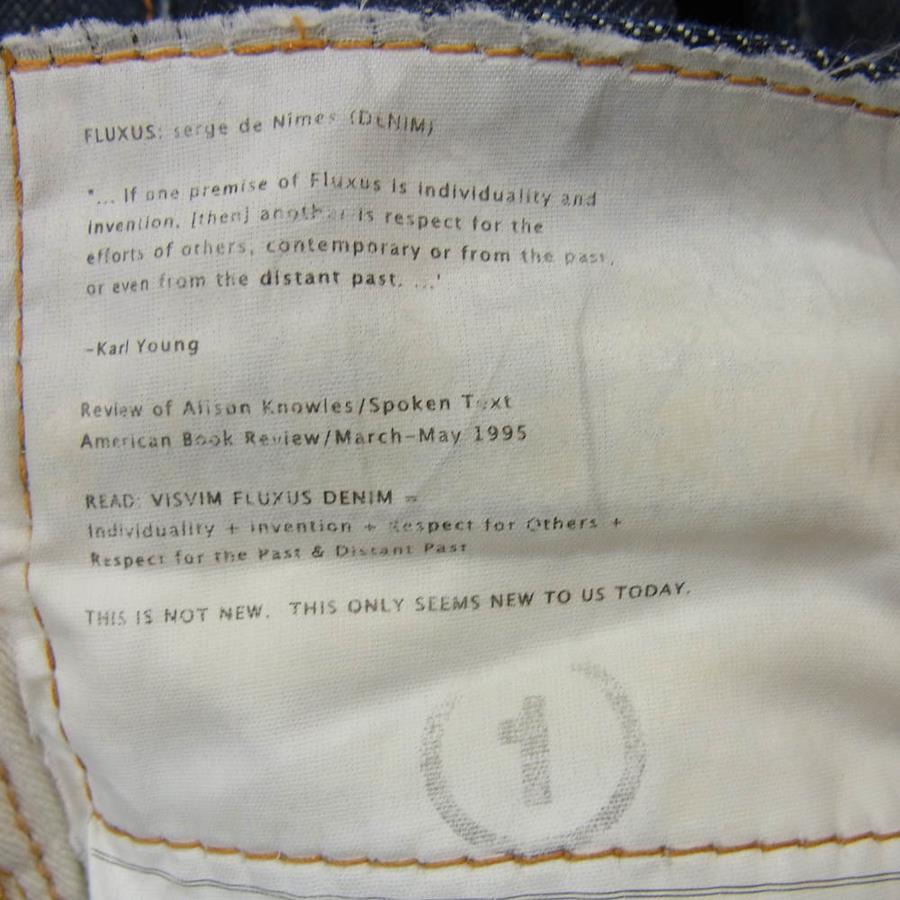 FLUXUS: serge de Nimes (DENIM)
"... If one premise of Fluxus is individuality and
invention, [then] another is respect for the
efforts of others, contemporary or from the past,
or even from the distant past. ...'
-Karl Young
Review of Alison Knowles/Spoken Text
American Book Review/March-May 1995
READ: VISVIM FLUXUS DENIM =
Individuality + invention + Respect for Others +
Respect for the Past & Distant Past
THIS IS NOT NEW. THIS ONLY SEEMS NEW TO US TODAY.
1